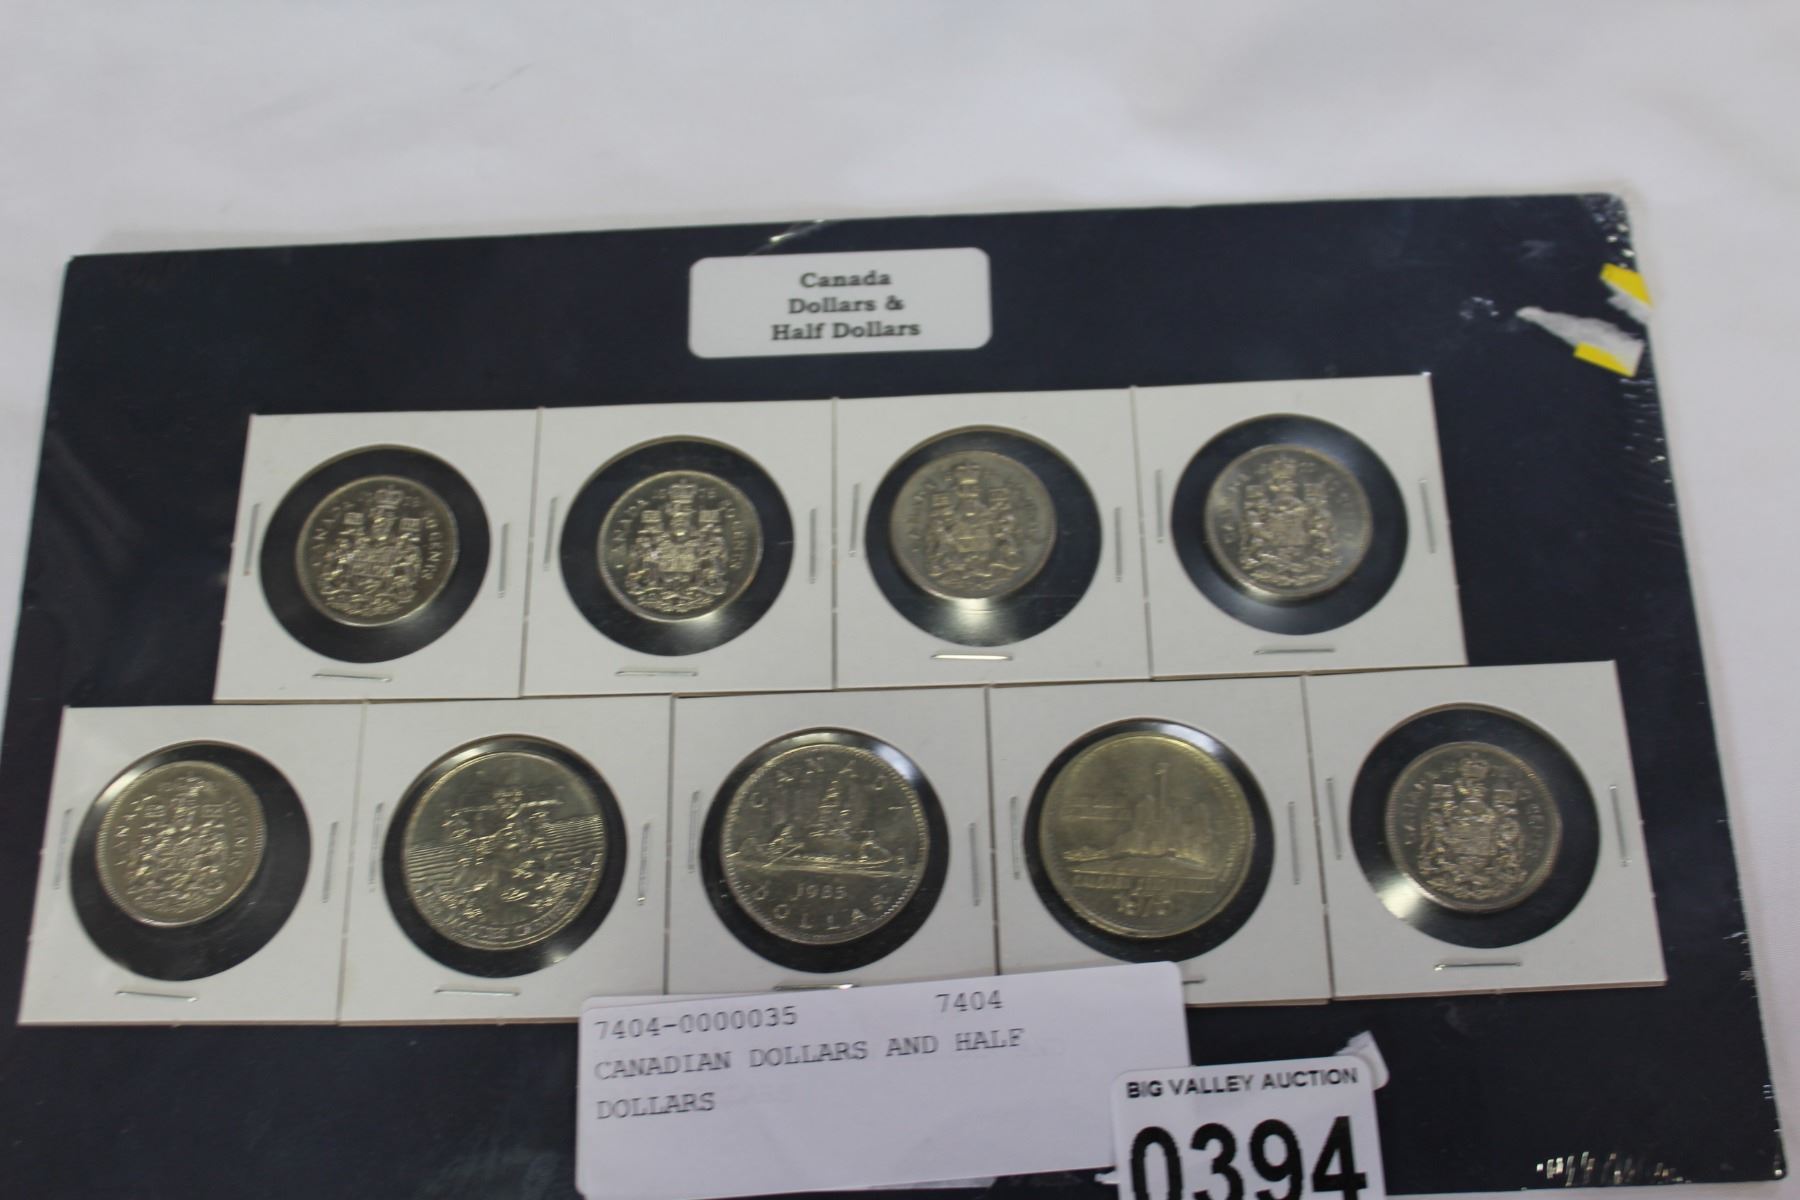 Canada
Dollars &
Half Dollars
CANADA
1985
DOLLAR
7404-0000035 7404
CANADIAN DOLLARS AND HALF
DOLLARS
BIG VALLEY AUCTION
0394